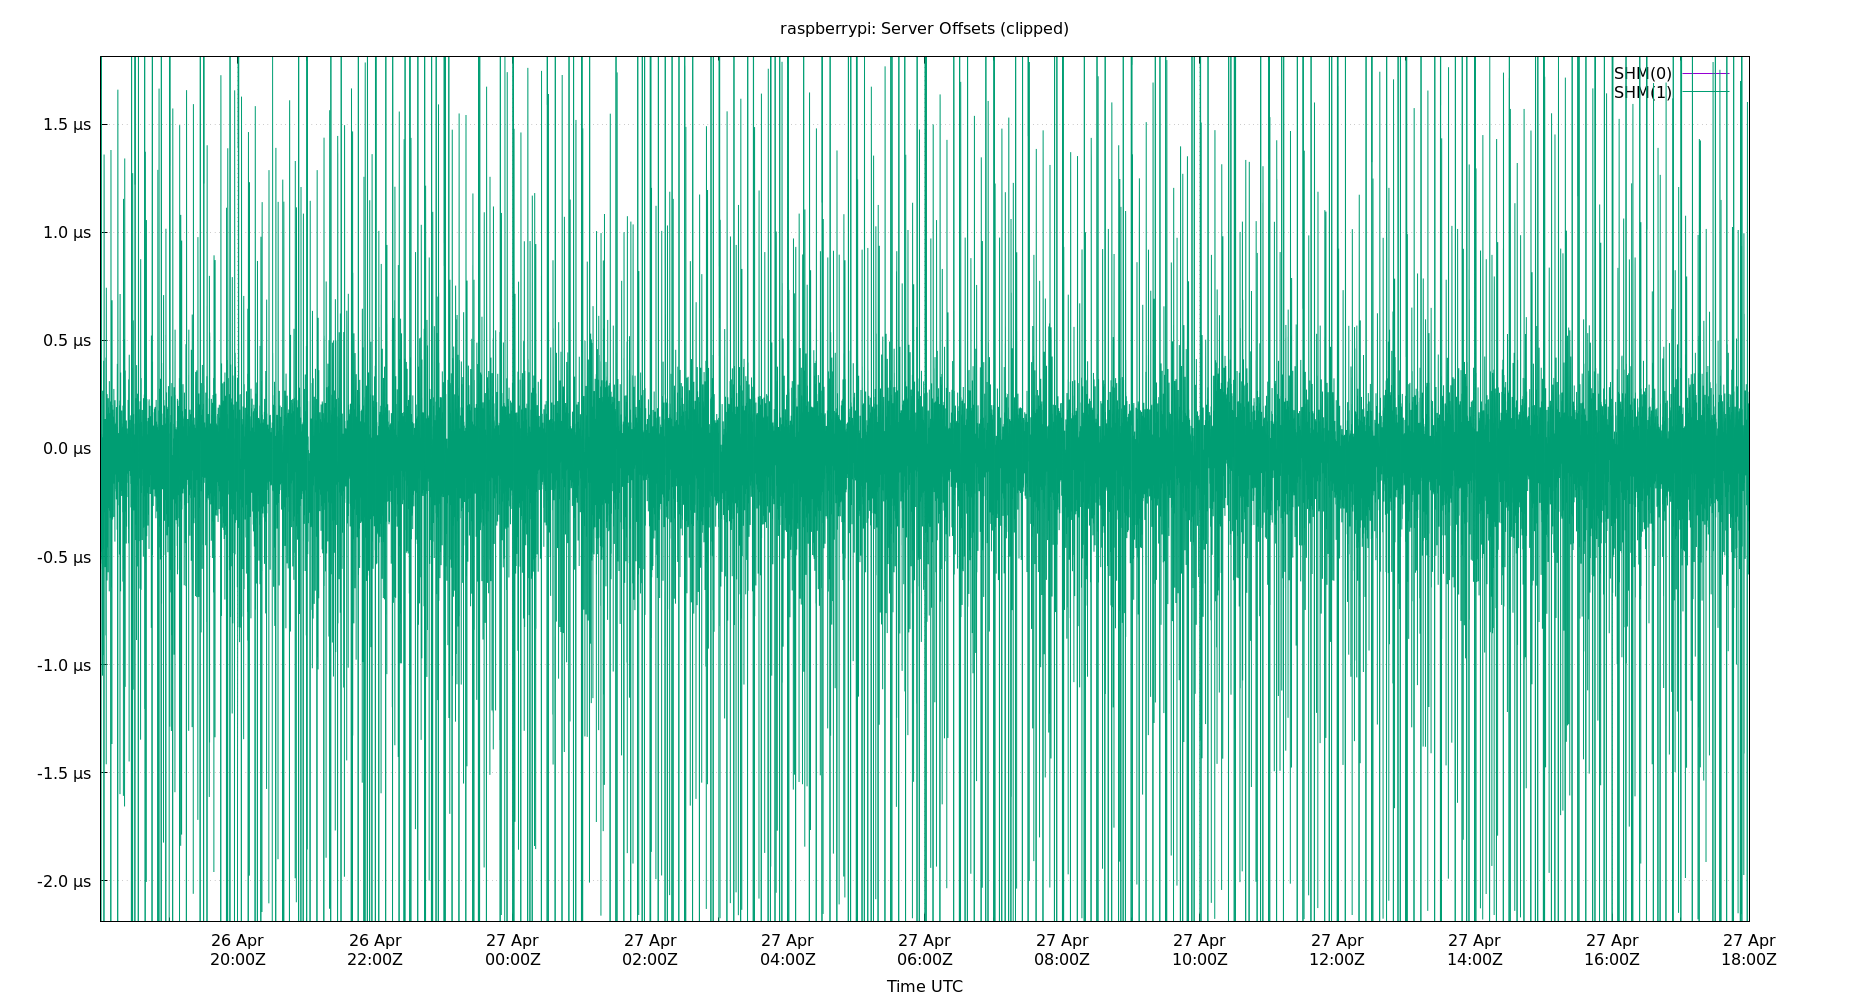 raspberrypi: Server Offsets (clipped)
SHM(0)
SHM(1)
1.5 µs
1.0 µs
0.5 µs
0.0 µs
-0.5 µs
-1.0 µs
-1.5 µs
-2.0 µs
26 Apr 26 Apr 27 Apr 27 Apr 27 Apr 27 Apr 27 Apr 27 Apr 27 Apr 27 Apr 27 Apr 27 Apr
20:00Z 22:00Z 00:00Z 02:00Z 04:00Z 06:00Z 08:00Z 10:00Z 12:00Z 14:00Z 16:00Z 18:00Z
Time UTC